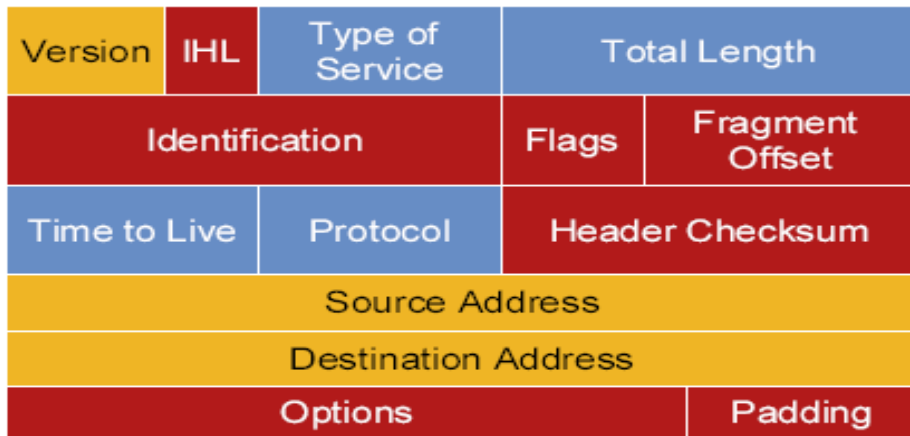 Version IHL Type of Service Total Length
Identification Flags Fragment Offset
Time to Live Protocol Header Checksum
Source Address
Destination Address
Options Padding